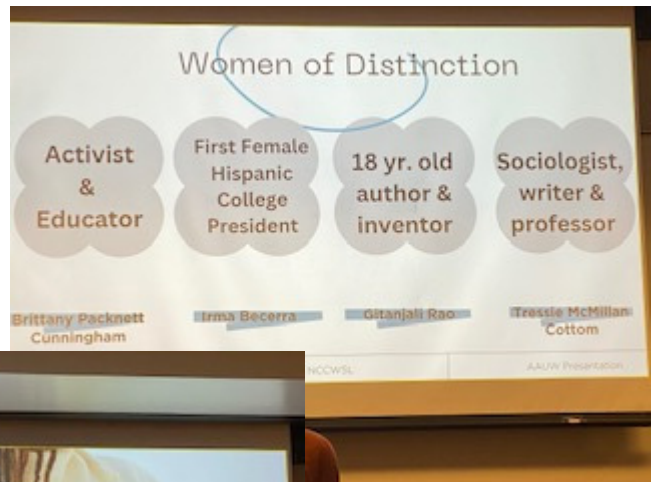 Women of Distinction
Activist
&
Educator
First Female
Hispanic
College
President
18 yr. old
author &
inventor
Sociologist,
writer &
professor
Brittany Packnett
Cunningham
Irma Becerra
Gitanjali Rao
Tressie McMillan
Cottom
NCCWSL
AAUW Presentation